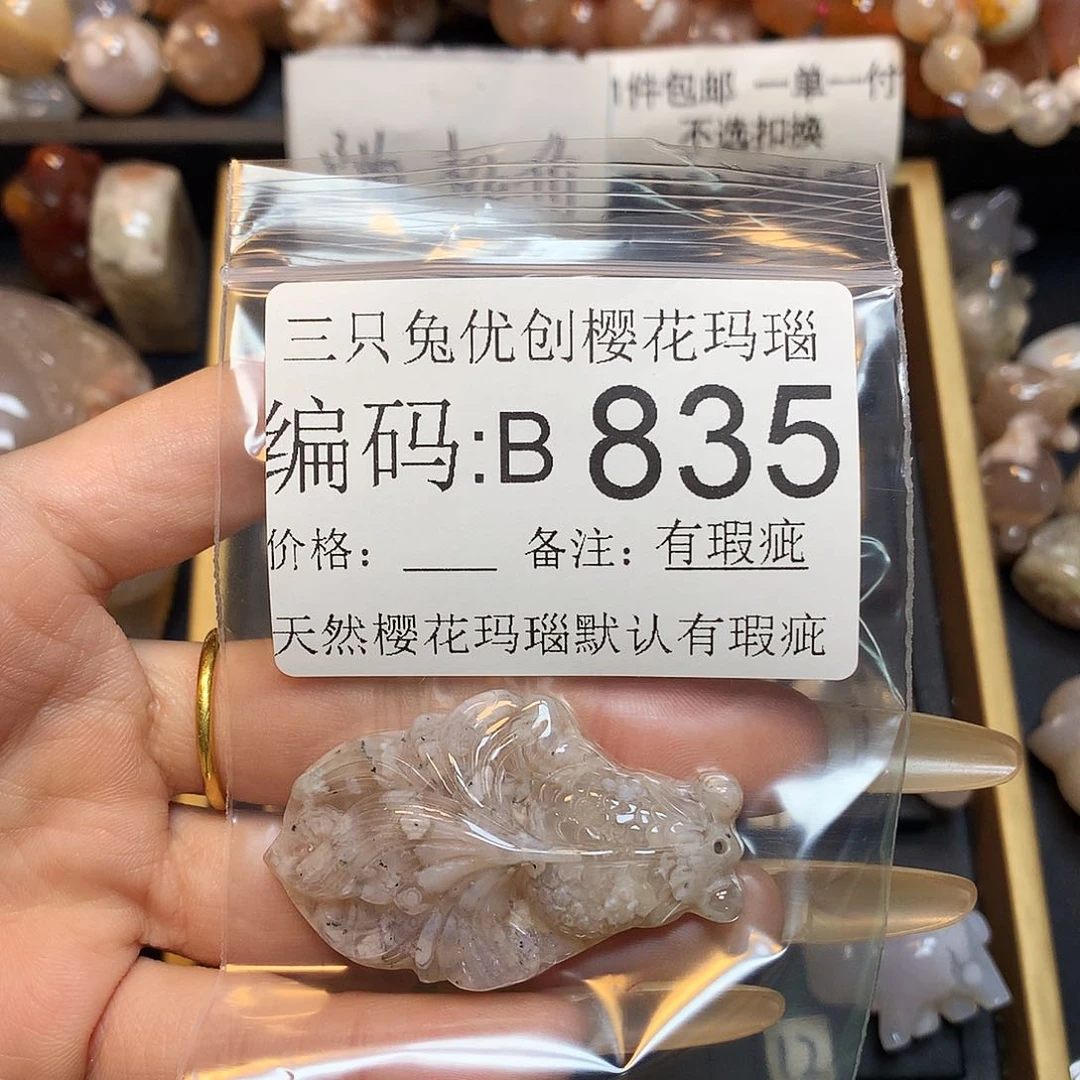 1件包邮 一单一付
不选扣换
三只兔优创樱花玛瑙
编码:B 835
价格：____ 备注：有瑕疵
天然樱花玛瑙默认有瑕疵